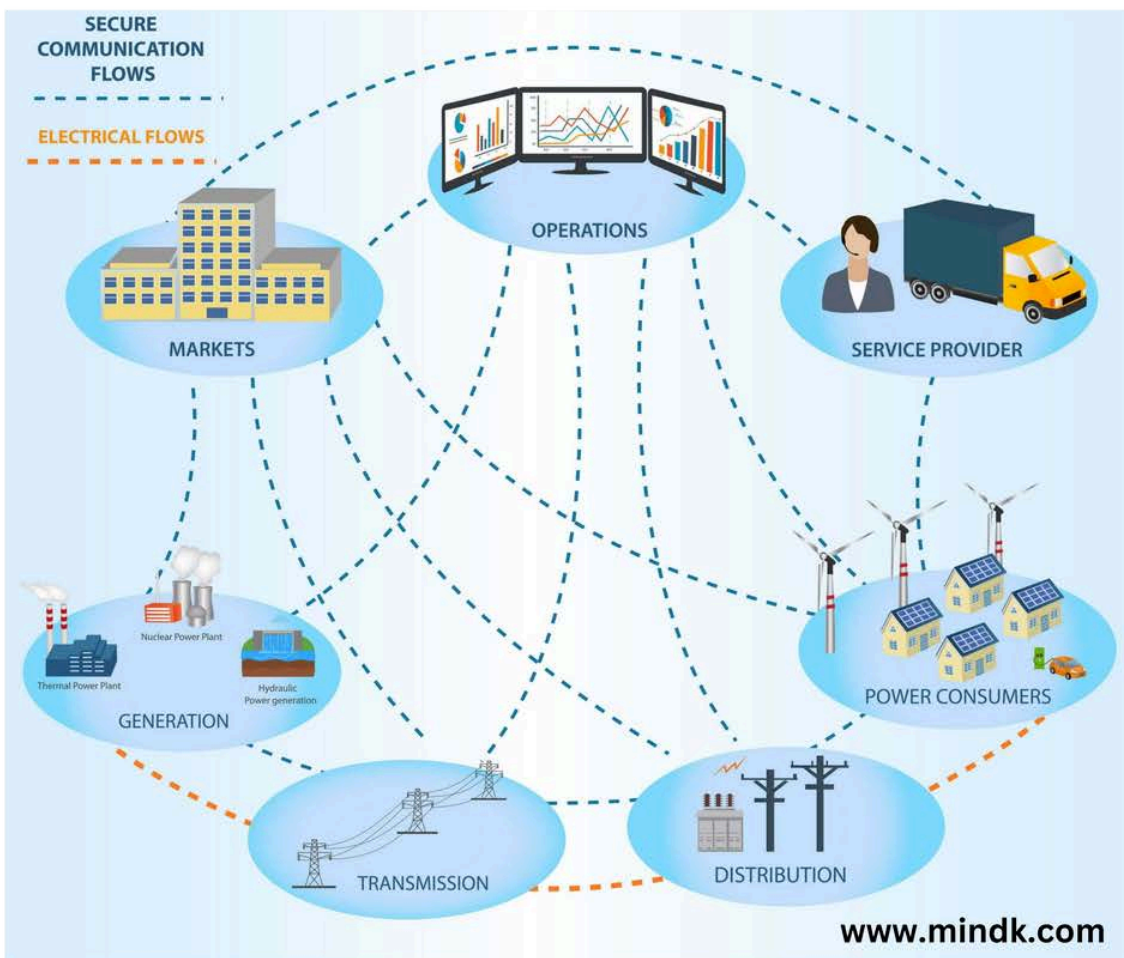 SECURE
COMMUNICATION
FLOWS
ELECTRICAL FLOWS
OPERATIONS
MARKETS
SERVICE PROVIDER
Nuclear Power Plant
Thermal Power Plant
Hydraulic
Power generation
GENERATION
POWER CONSUMERS
TRANSMISSION
DISTRIBUTION
www.mindk.com